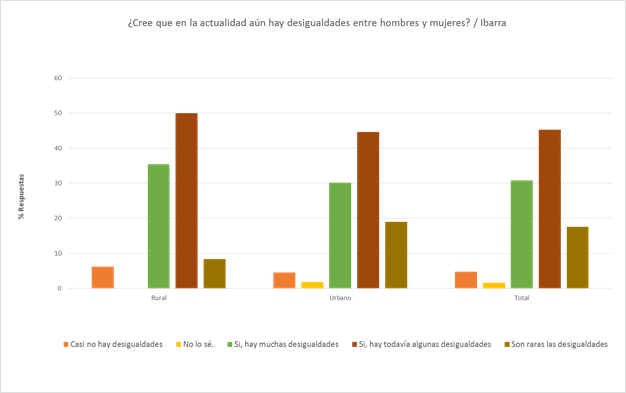 ¿Cree que en la actualidad aún hay desigualdades entre hombres y mujeres? / Ibarra
60
50
40
30
20
10
0
% Respuestas
Rural
Urbano
Total
Casi no hay desigualdades
No lo sé.
Si, hay muchas desigualdades
Si, hay todavía algunas desigualdades
Son raras las desigualdades